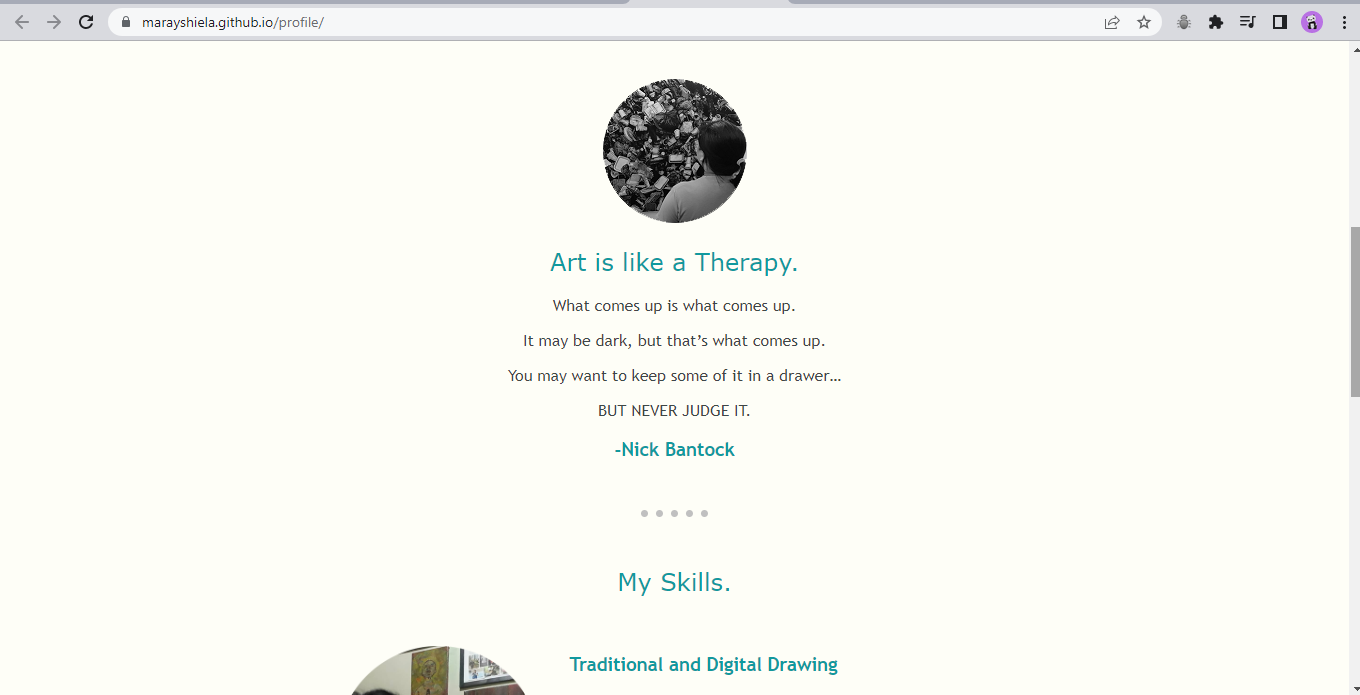 marayshiela.github.io/profile/
Art is like a Therapy.
What comes up is what comes up.
It may be dark, but that’s what comes up.
You may want to keep some of it in a drawer…
BUT NEVER JUDGE IT.
-Nick Bantock
My Skills.
Traditional and Digital Drawing